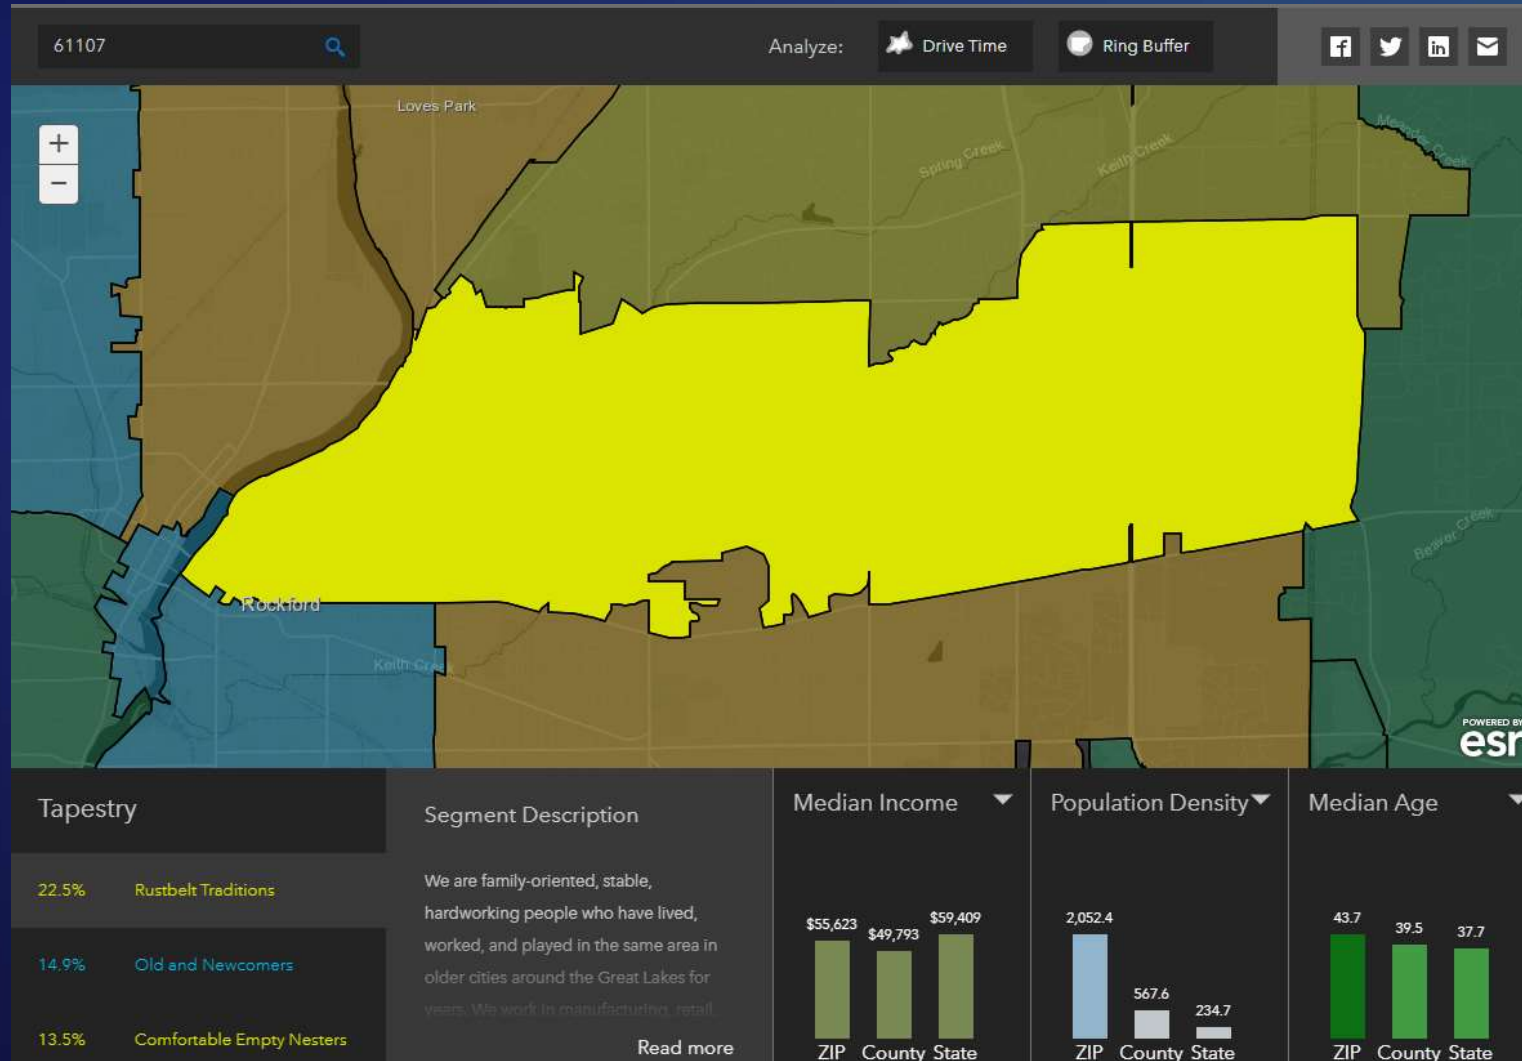 61107
Analyze:
Drive Time
Ring Buffer
Loves Park
+
−
Spring Creek
Keith Creek
Meander Creek
Beaver Creek
Rockford
Keith Creek
POWERED BY
esr
Tapestry
22.5% Rustbelt Traditions
14.9% Old and Newcomers
13.5% Comfortable Empty Nesters
Segment Description
We are family-oriented, stable,
hardworking people who have lived,
worked, and played in the same area in
older cities around the Great Lakes for
years. We work in manufacturing, retail
Read more
Median Income
$55,623 $49,793 $59,409
ZIP County State
Population Density
2,052.4 567.6 234.7
ZIP County State
Median Age
43.7 39.5 37.7
ZIP County State